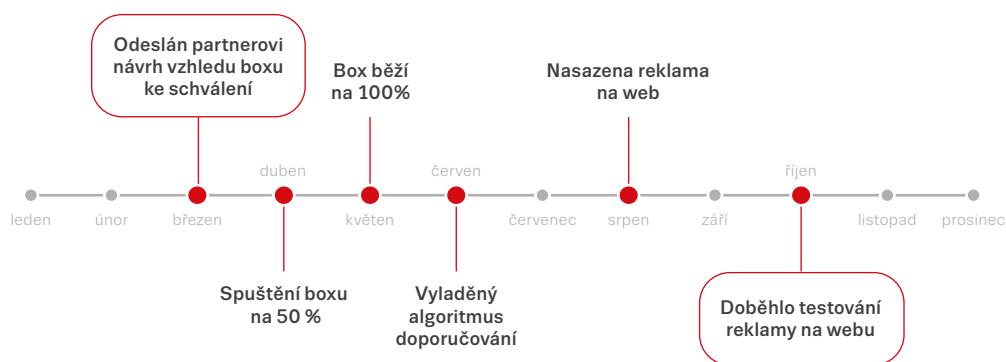 Odeslán partnerovi
návrh vzhledu boxu
ke schválení
Box běží
na 100%
Nasazena reklama
na web
duben
červen
říjen
leden
únor
březen
květen
červenec
srpen
září
listopad
prosinec
Spuštění boxu
na 50 %
Vyladěný
algoritmus
doporučování
Doběhlo testování
reklamy na webu